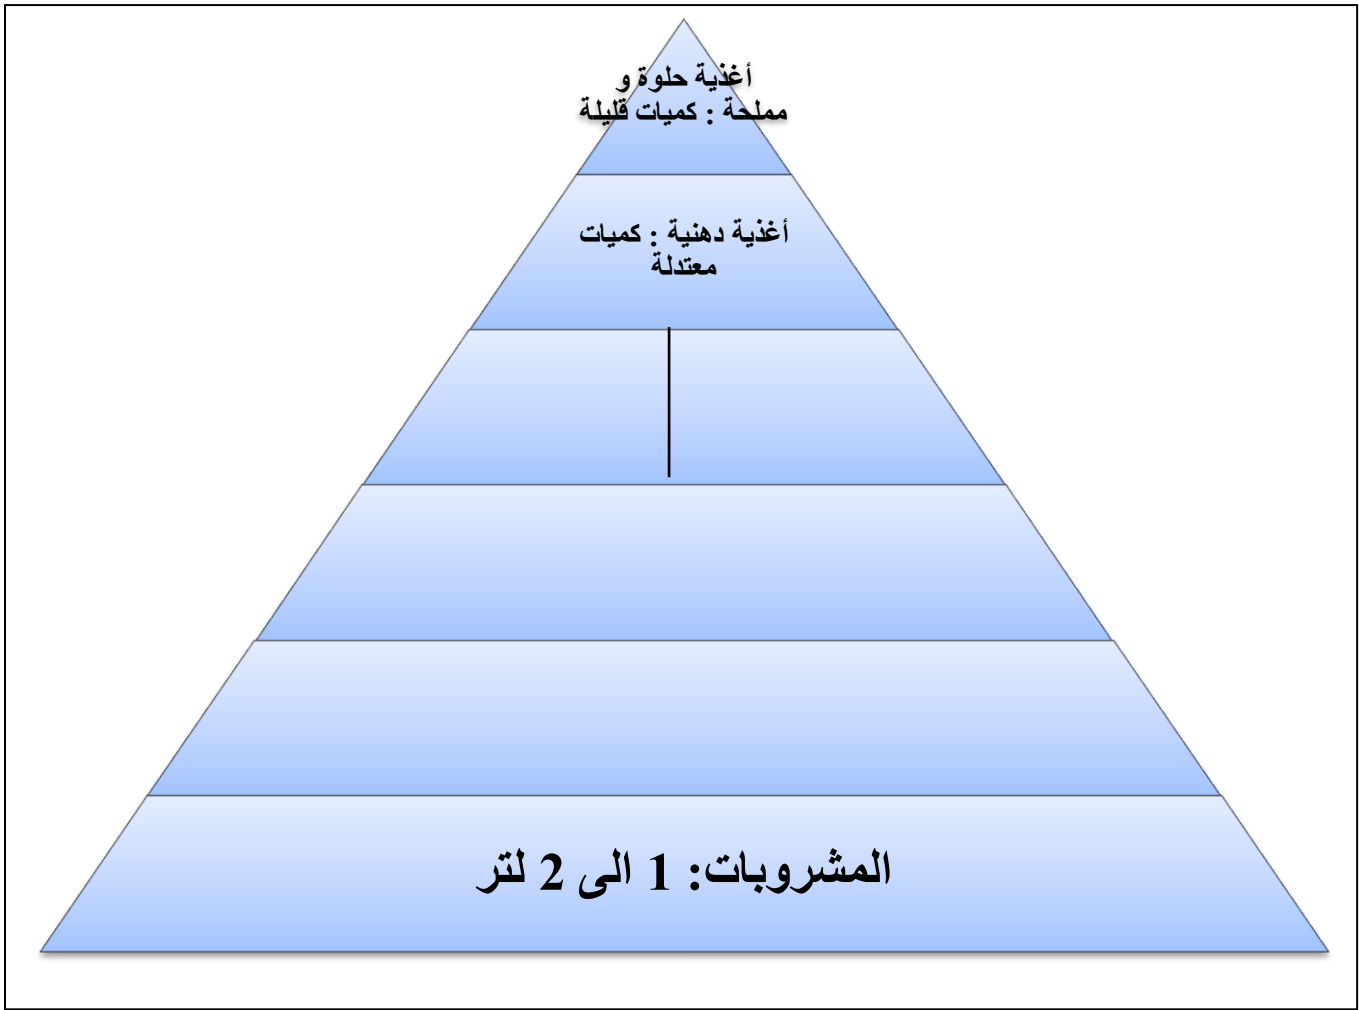 أغذية حلوة و
مملحة : كميات قليلة
أغذية دهنية : كميات
معتدلة
المشروبات: 1 الى 2 لتر